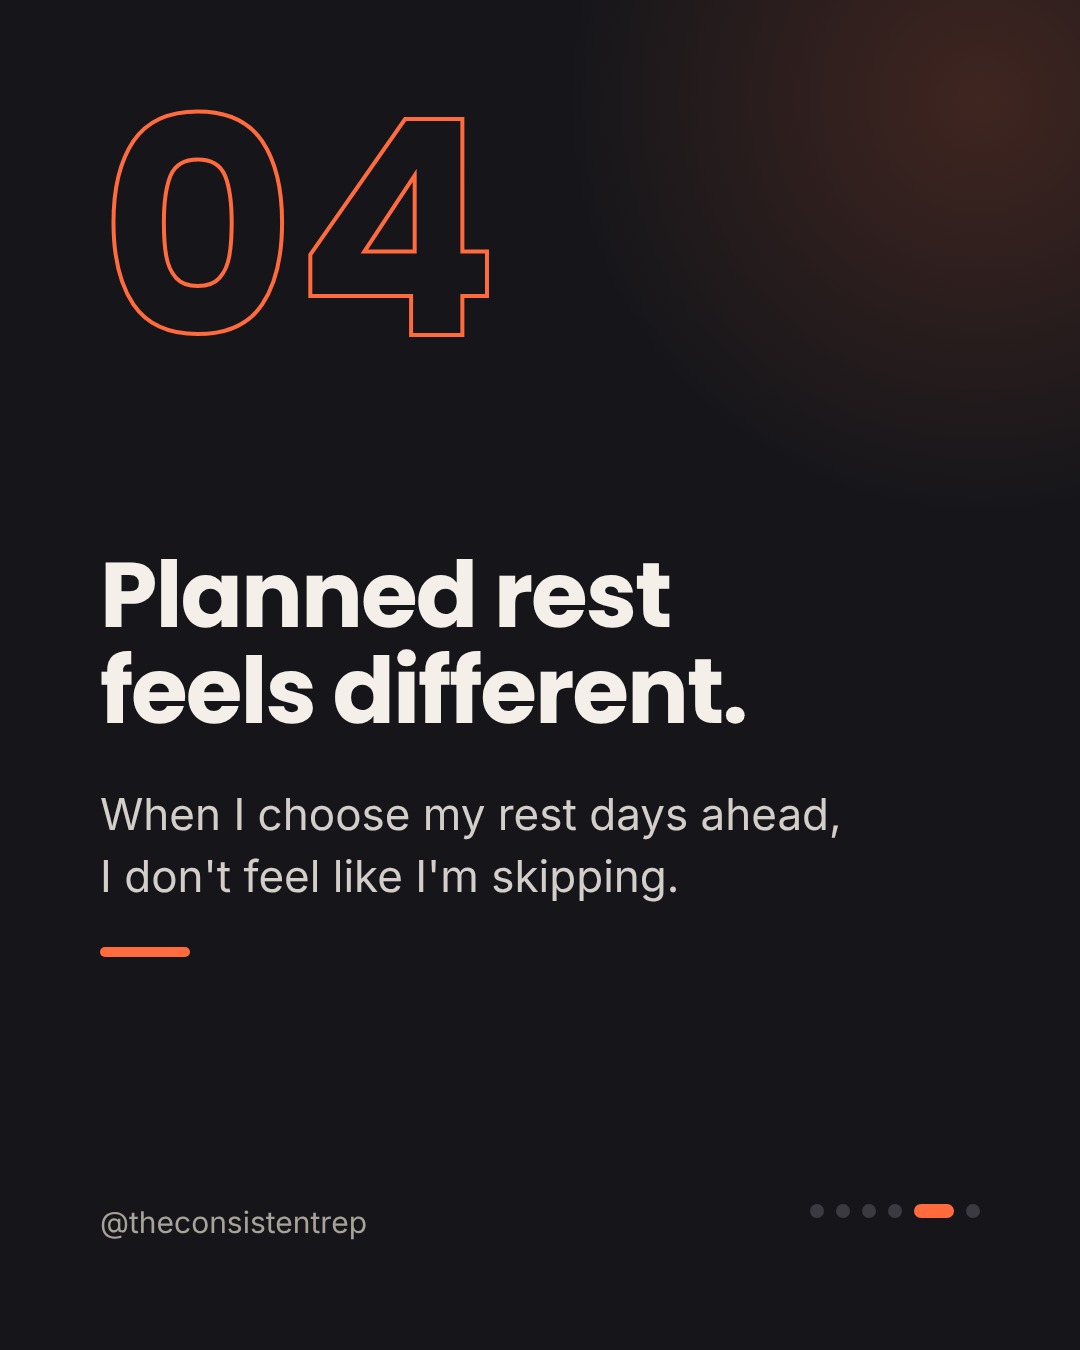 04
Planned rest
feels different.
When I choose my rest days ahead,
I don't feel like I'm skipping.
@theconsistentrep